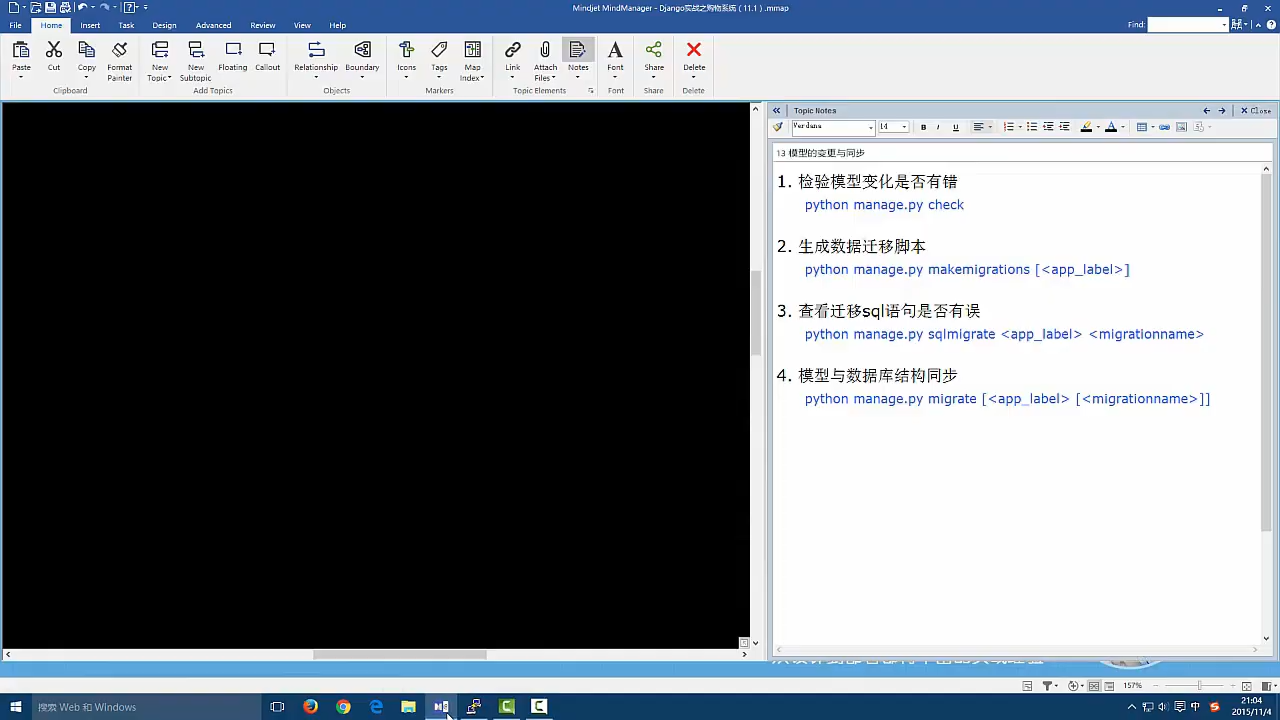 Mindjet MindManager - Django实战之购物系统 (11.1).mmap
File Home Insert Task Design Advanced Review View Help
Find:
Paste Cut Copy Format Painter
New Topic New Subtopic Floating Callout
Relationship Boundary
Icons Tags Map Index
Link Attach Files Notes
Font
Share
Delete
Clipboard Add Topics Objects Markers Topic Elements Font Share Delete
Topic Notes
Close
Verdana 14
B I U
13 模型的变更与同步
1. 检验模型变化是否有错
python manage.py check
2. 生成数据迁移脚本
python manage.py makemigrations [<app_label>]
3. 查看迁移sql语句是否有误
python manage.py sqlmigrate <app_label> <migrationname>
4. 模型与数据库结构同步
python manage.py migrate [<app_label> [<migrationname>]]
157%
搜索 Web 和 Windows
中
21:04
2015/11/4